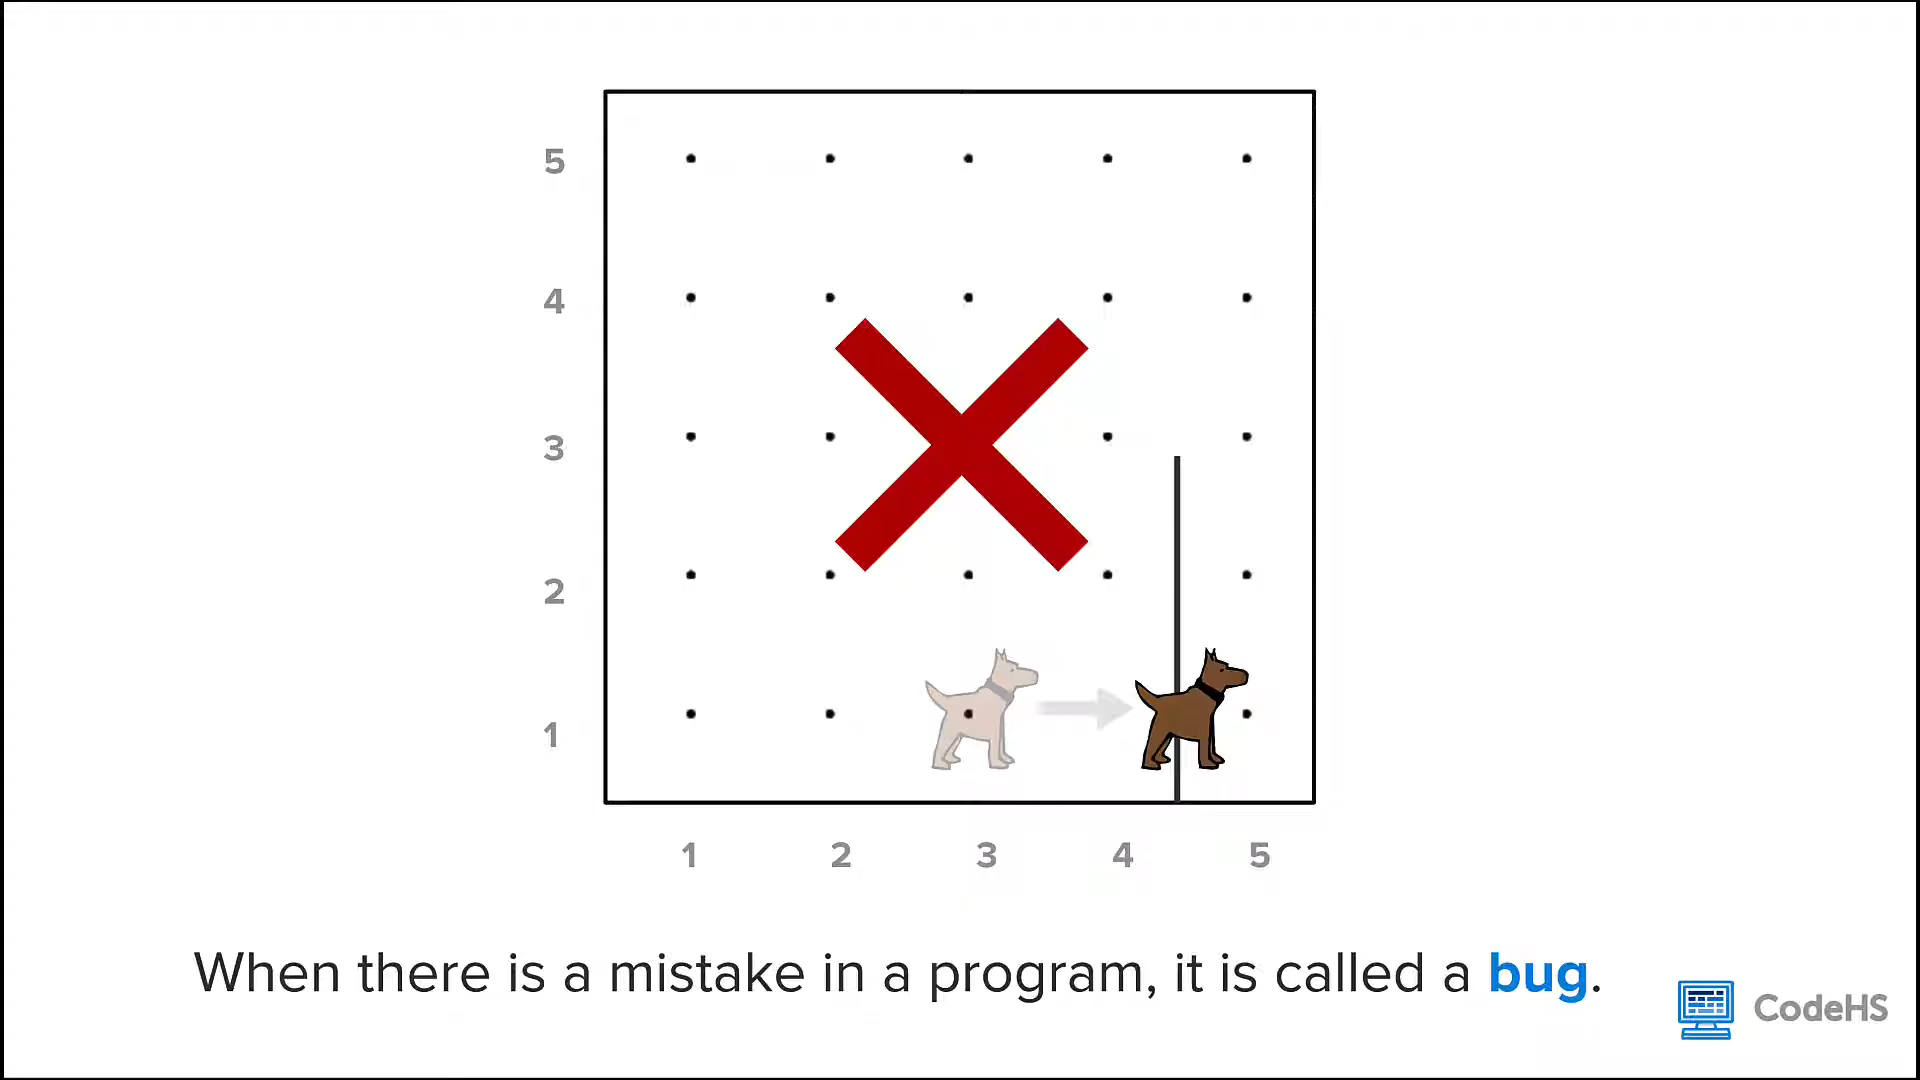 5
4
3
2
1
1 2 3 4 5
When there is a mistake in a program, it is called a bug.
CodeHS